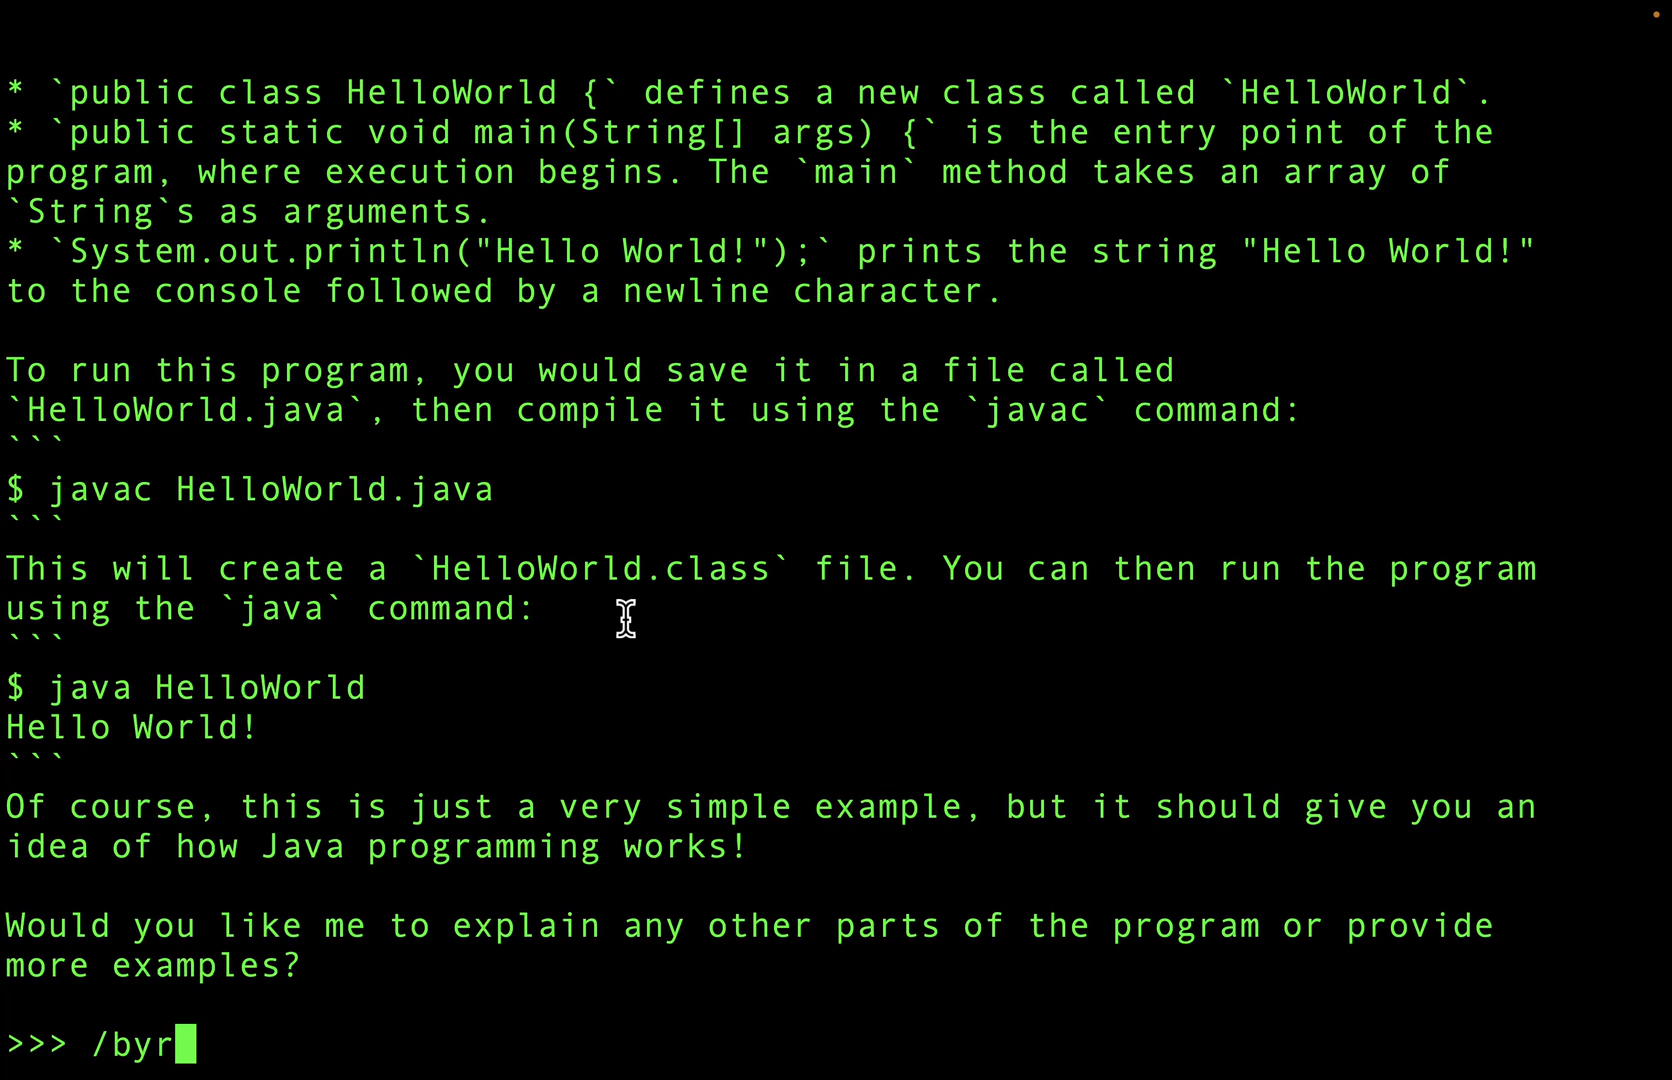 * `public class HelloWorld {` defines a new class called `HelloWorld`.
* `public static void main(String[] args) {` is the entry point of the
program, where execution begins. The `main` method takes an array of
`String`s as arguments.
* `System.out.println("Hello World!");` prints the string "Hello World!"
to the console followed by a newline character.

To run this program, you would save it in a file called
`HelloWorld.java`, then compile it using the `javac` command:
```
$ javac HelloWorld.java
```
This will create a `HelloWorld.class` file. You can then run the program
using the `java` command:
```
$ java HelloWorld
Hello World!
```
Of course, this is just a very simple example, but it should give you an
idea of how Java programming works!

Would you like me to explain any other parts of the program or provide
more examples?

>>> /byr